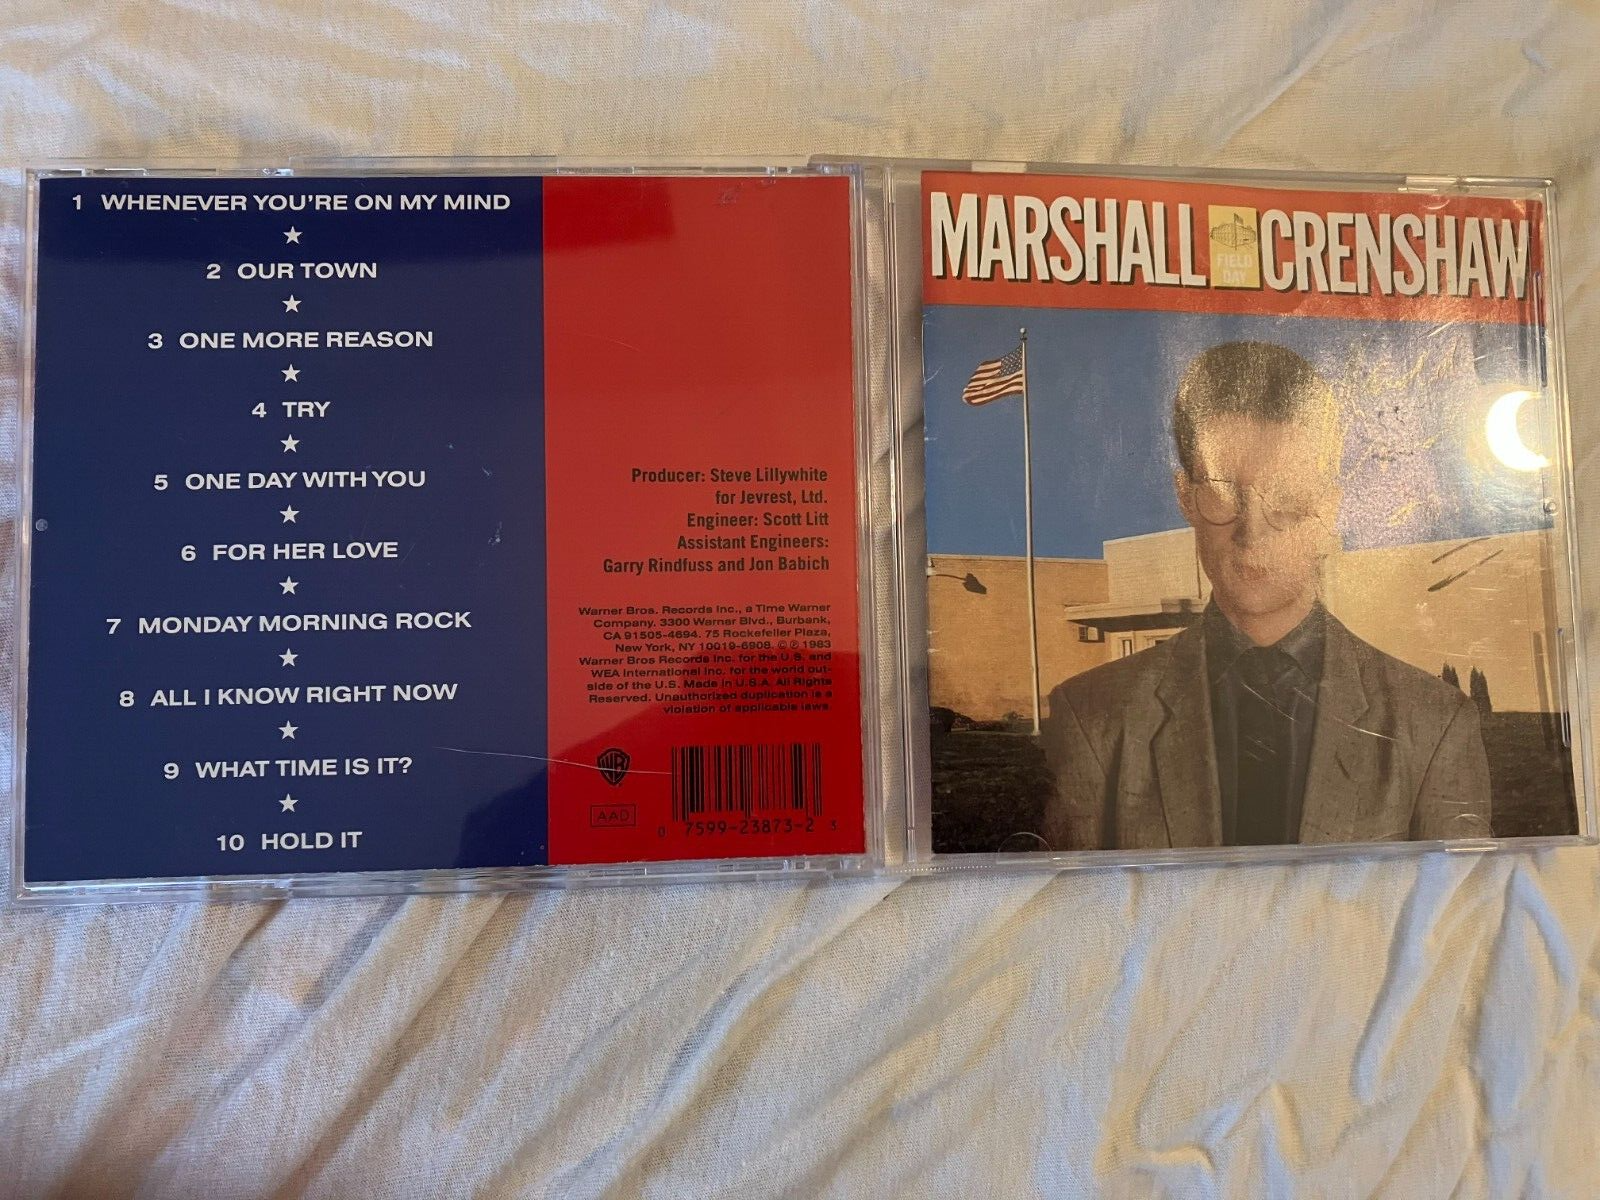 1 WHENEVER YOU'RE ON MY MIND
★
2 OUR TOWN
★
3 ONE MORE REASON
★
4 TRY
★
5 ONE DAY WITH YOU
★
6 FOR HER LOVE
★
7 MONDAY MORNING ROCK
★
8 ALL I KNOW RIGHT NOW
★
9 WHAT TIME IS IT?
★
10 HOLD IT
Producer: Steve Lillywhite
for Jevrest, Ltd.
Engineer: Scott Litt
Assistant Engineers:
Garry Rindfuss and Jon Babich
Warner Bros. Records Inc., a Time Warner
Company. 3300 Warner Blvd., Burbank,
CA 91505-4694. 75 Rockefeller Plaza,
New York, NY 10019-6908. © ℗ 1983
Warner Bros Records Inc. for the U.S. and
WEA International Inc. for the world out-
side of the U.S. Made in U.S.A. All Rights
Reserved. Unauthorized duplication is a
violation of applicable laws.
WB
AAD
0 7599-23873-2 3
MARSHALL CRENSHAW
FIELD
DAY